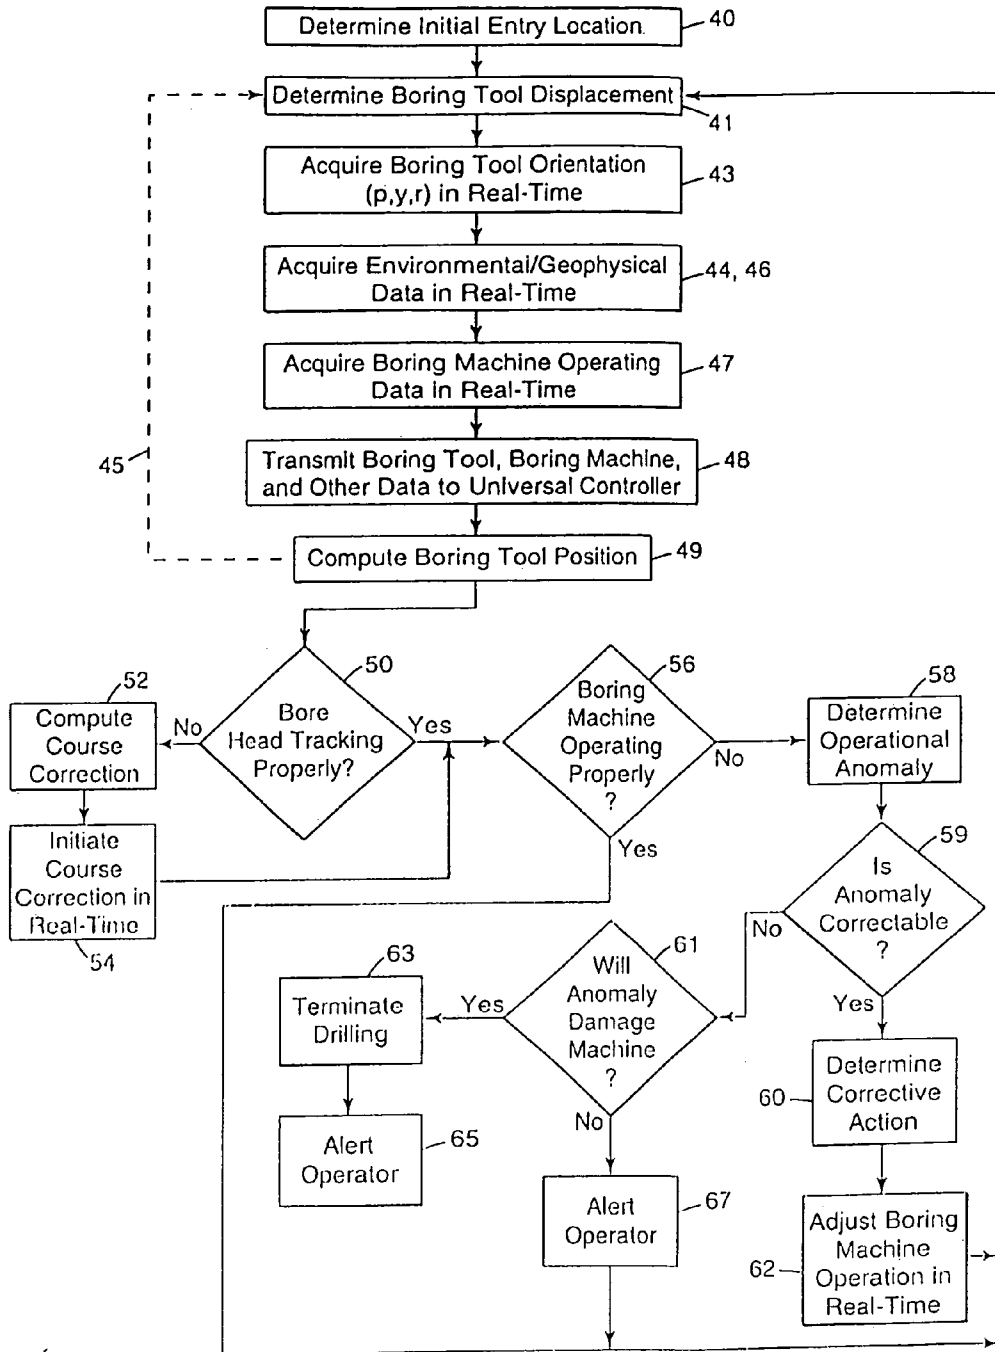 Determine Initial Entry Location
40
Determine Boring Tool Displacement
41
Acquire Boring Tool Orientation
(p,y,r) in Real-Time
43
Acquire Environmental/Geophysical
Data in Real-Time
44, 46
Acquire Boring Machine Operating
Data in Real-Time
47
Transmit Boring Tool, Boring Machine,
and Other Data to Universal Controller
48
45
Compute Boring Tool Position
49
50
Bore
Head Tracking
Properly?
No
Yes
52
Compute
Course
Correction
Initiate
Course
Correction in
Real-Time
54
56
Boring
Machine
Operating
Properly
?
No
Yes
58
Determine
Operational
Anomaly
59
Is
Anomaly
Correctable
?
No
Yes
61
Will
Anomaly
Damage
Machine
?
Yes
No
63
Terminate
Drilling
Alert
Operator
65
Alert
Operator
67
Determine
Corrective
Action
60
Adjust Boring
Machine
Operation in
Real-Time
62